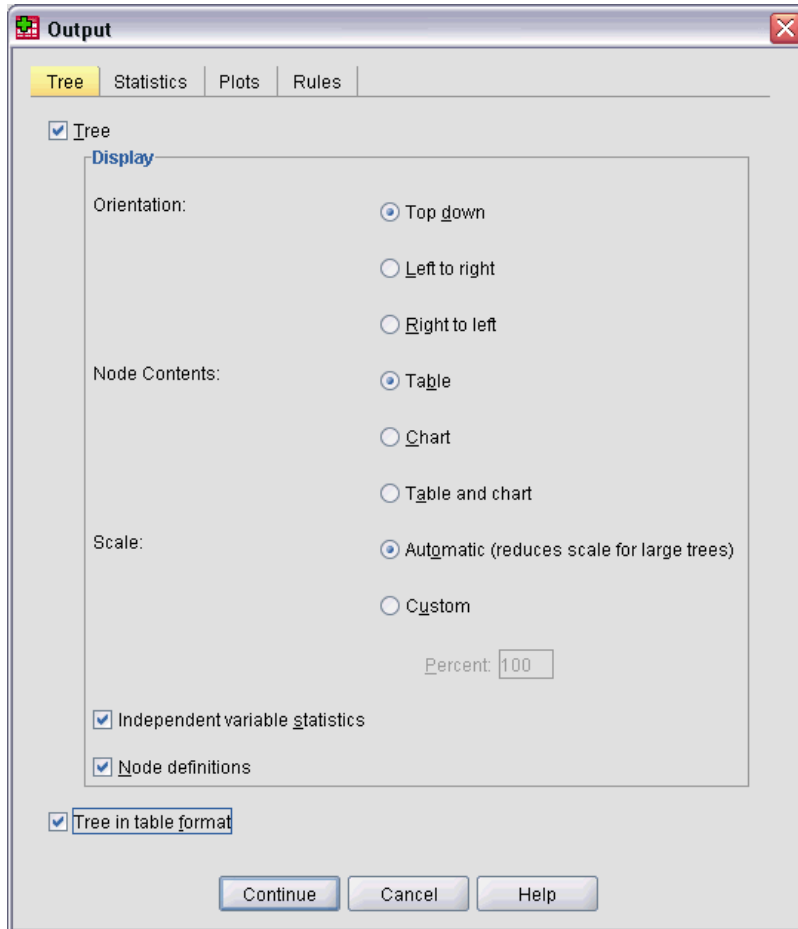 Output
Tree Statistics Plots Rules
Tree
Display
Orientation:
Top down
Left to right
Right to left
Node Contents:
Table
Chart
Table and chart
Scale:
Automatic (reduces scale for large trees)
Custom
Percent: 100
Independent variable statistics
Node definitions
Tree in table format
Continue Cancel Help